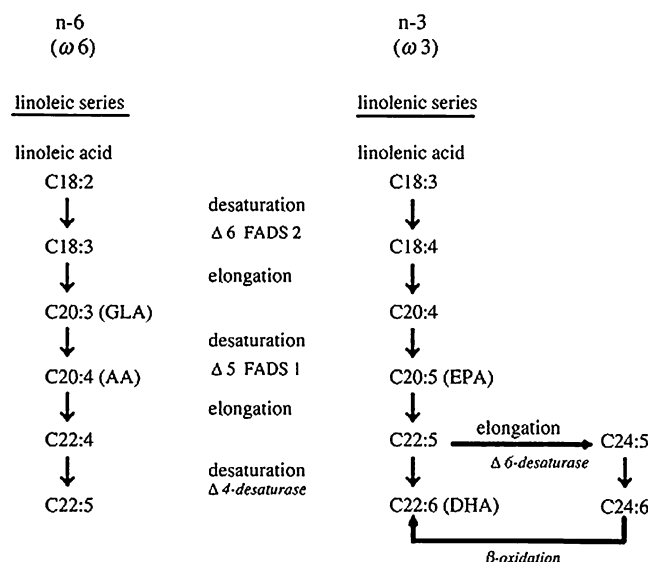 n-6
(ω6)
n-3
(ω3)
linoleic series
linolenic series
linoleic acid
linolenic acid
C18:2
C18:3
desaturation
Δ6 FADS 2
C18:3
C18:4
elongation
C20:3 (GLA)
C20:4
desaturation
Δ5 FADS 1
C20:4 (AA)
C20:5 (EPA)
elongation
C22:4
C22:5
elongation
C24:5
Δ 6-desaturase
desaturation
Δ 4-desaturase
C22:5
C22:6 (DHA)
C24:6
β-oxidation